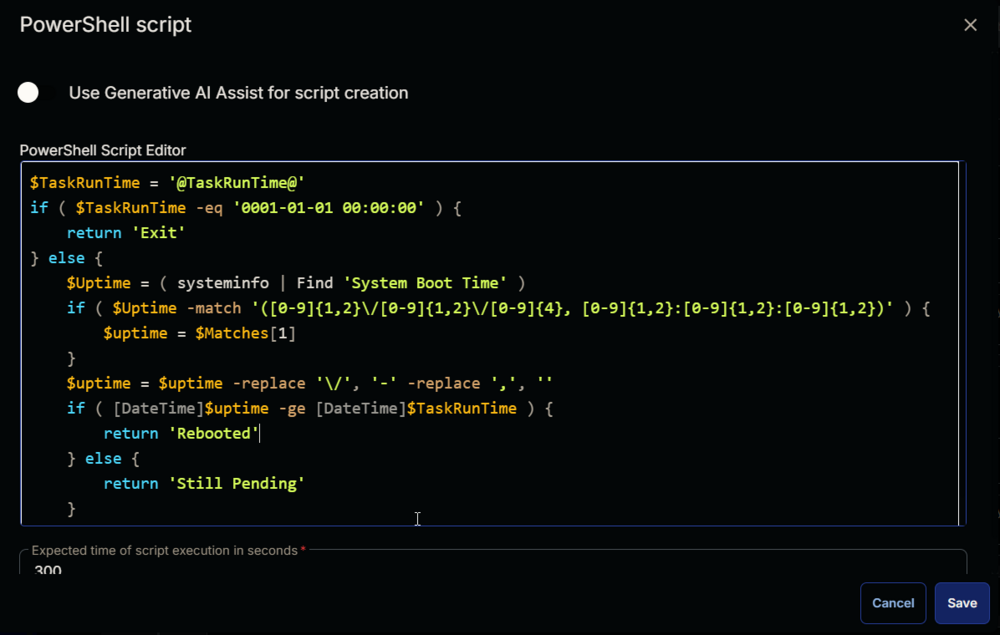 PowerShell script
Use Generative AI Assist for script creation
PowerShell Script Editor
$TaskRunTime = '@TaskRunTime@'
if ( $TaskRunTime -eq '0001-01-01 00:00:00' ) {
    return 'Exit'
} else {
    $Uptime = ( systeminfo | Find 'System Boot Time' )
    if ( $Uptime -match '([0-9]{1,2}\/[0-9]{1,2}\/[0-9]{4}, [0-9]{1,2}:[0-9]{1,2}:[0-9]{1,2})' ) {
        $uptime = $Matches[1]
    }
    $uptime = $uptime -replace '\/', '-' -replace ',', ''
    if ( [DateTime]$uptime -ge [DateTime]$TaskRunTime ) {
        return 'Rebooted'
    } else {
        return 'Still Pending'
    }
Expected time of script execution in seconds *
300
Cancel
Save